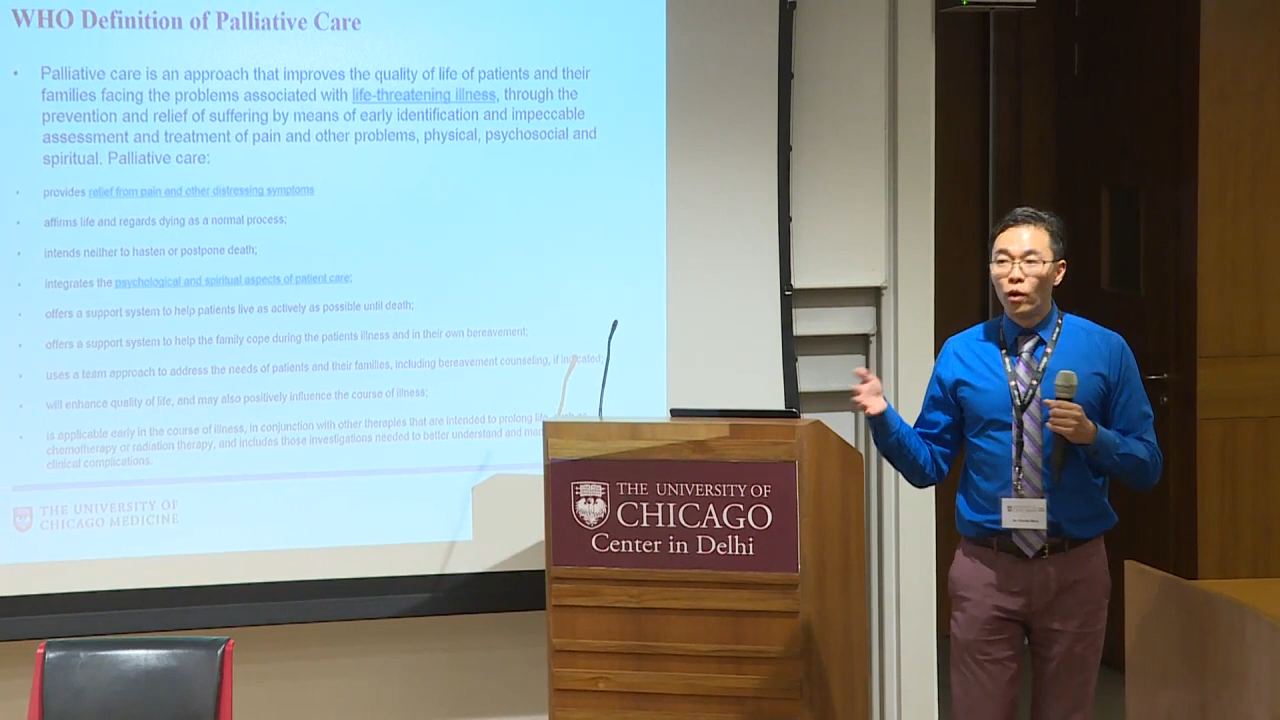 WHO Definition of Palliative Care
• Palliative care is an approach that improves the quality of life of patients and their
families facing the problems associated with life-threatening illness, through the
prevention and relief of suffering by means of early identification and impeccable
assessment and treatment of pain and other problems, physical, psychosocial and
spiritual. Palliative care:
• provides relief from pain and other distressing symptoms
• affirms life and regards dying as a normal process;
• intends neither to hasten or postpone death;
• integrates the psychological and spiritual aspects of patient care;
• offers a support system to help patients live as actively as possible until death;
• offers a support system to help the family cope during the patients illness and in their own bereavement;
• uses a team approach to address the needs of patients and their families, including bereavement counseling, if indicated;
• will enhance quality of life, and may also positively influence the course of illness;
• is applicable early in the course of illness, in conjunction with other therapies that are intended to prolong life, such as
chemotherapy or radiation therapy, and includes those investigations needed to better understand and
clinical complications.
THE UNIVERSITY OF
CHICAGO MEDICINE
THE UNIVERSITY OF
CHICAGO
Center in Delhi